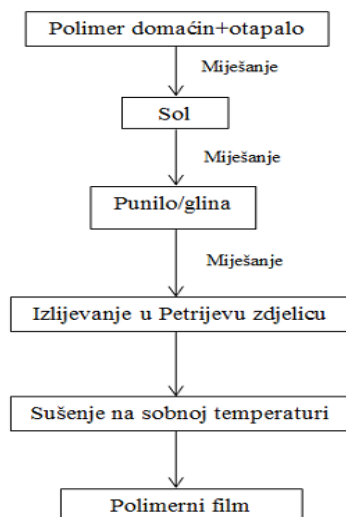 Polimer domaćin+otapalo
Miješanje
Sol
Miješanje
Punilo/glina
Miješanje
Izlijevanje u Petrijevu zdjelicu
Sušenje na sobnoj temperaturi
Polimerni film